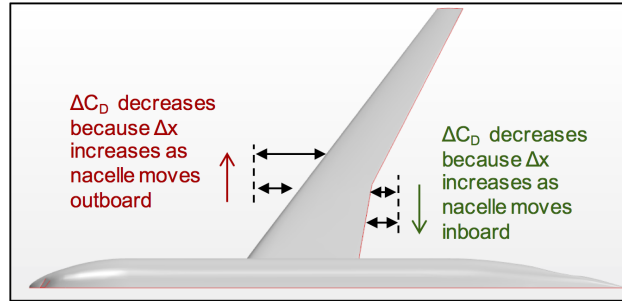 ΔC_D decreases
because Δx
increases as
nacelle moves
outboard
ΔC_D decreases
because Δx
increases as
nacelle moves
inboard